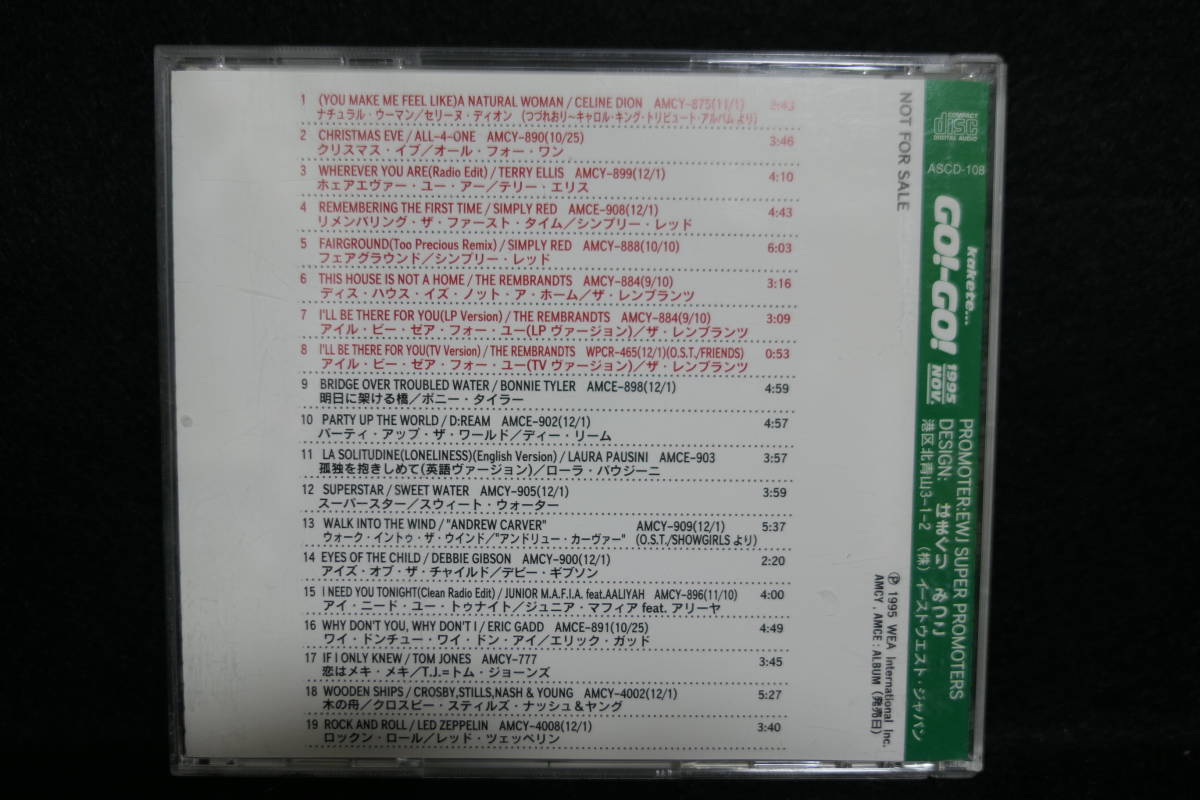 1 (YOU MAKE ME FEEL LIKE)A NATURAL WOMAN / CELINE DION AMCY-875(11/1) 3:43
ナチュラル・ウーマン／セリーヌ・ディオン (つづれおり〜キャロル・キング・トリビュート・アルバムより)
2 CHRISTMAS EVE / ALL-4-ONE AMCY-890(10/25) 3:46
クリスマス・イブ／オール・フォー・ワン
3 WHEREVER YOU ARE(Radio Edit) / TERRY ELLIS AMCY-899(12/1) 4:10
ホェアエヴァー・ユー・アー／テリー・エリス
4 REMEMBERING THE FIRST TIME / SIMPLY RED AMCE-908(12/1) 4:43
リメンバリング・ザ・ファースト・タイム／シンプリー・レッド
5 FAIRGROUND(Too Precious Remix) / SIMPLY RED AMCY-888(10/10) 6:03
フェアグラウンド／シンプリー・レッド
6 THIS HOUSE IS NOT A HOME / THE REMBRANDTS AMCY-884(9/10) 3:16
ディス・ハウス・イズ・ノット・ア・ホーム／ザ・レンブランツ
7 I'LL BE THERE FOR YOU(LP Version) / THE REMBRANDTS AMCY-884(9/10) 3:09
アイル・ビー・ゼア・フォー・ユー(LP ヴァージョン)／ザ・レンブランツ
8 I'LL BE THERE FOR YOU(TV Version) / THE REMBRANDTS WPCR-465(12/1)(O.S.T./FRIENDS) 0:53
アイル・ビー・ゼア・フォー・ユー(TV ヴァージョン)／ザ・レンブランツ
9 BRIDGE OVER TROUBLED WATER / BONNIE TYLER AMCE-898(12/1) 4:59
明日に架ける橋／ボニー・タイラー
10 PARTY UP THE WORLD / D:REAM AMCE-902(12/1) 4:57
パーティ・アップ・ザ・ワールド／ディー・リーム
11 LA SOLITUDINE(LONELINESS)(English Version) / LAURA PAUSINI AMCE-903 3:57
孤独を抱きしめて(英語ヴァージョン)／ローラ・パウジーニ
12 SUPERSTAR / SWEET WATER AMCY-905(12/1) 3:59
スーパースター／スウィート・ウォーター
13 WALK INTO THE WIND / "ANDREW CARVER" AMCY-909(12/1) 5:37
ウォーク・イントゥ・ザ・ウインド／"アンドリュー・カーヴァー" (O.S.T./SHOWGIRLS より)
14 EYES OF THE CHILD / DEBBIE GIBSON AMCY-900(12/1) 2:20
アイズ・オブ・ザ・チャイルド／デビー・ギブソン
15 I NEED YOU TONIGHT(Clean Radio Edit) / JUNIOR M.A.F.I.A. feat.AALIYAH AMCY-896(11/10) 4:00
アイ・ニード・ユー・トゥナイト／ジュニア・マフィア feat. アリーヤ
16 WHY DON'T YOU, WHY DON'T I / ERIC GADD AMCE-891(10/25) 4:49
ワイ・ドンチュー・ワイ・ドン・アイ／エリック・ガッド
17 IF I ONLY KNEW / TOM JONES AMCY-777 3:45
恋はメキ・メキ／T.J.=トム・ジョーンズ
18 WOODEN SHIPS / CROSBY,STILLS,NASH & YOUNG AMCY-4002(12/1) 5:27
木の舟／クロスビー・スティルズ・ナッシュ＆ヤング
19 ROCK AND ROLL / LED ZEPPELIN AMCY-4008(12/1) 3:40
ロックン・ロール／レッド・ツェッペリン
NOT FOR SALE
Ⓟ 1995 WEA International Inc.
AMCY , AMCE : ALBUM (発売日)
COMPACT
disc
DIGITAL AUDIO
ASCD-108
kakete...
GO!-GO!
1995
NOV.
PROMOTER:EWJ SUPER PROMOTERS
DESIGN:
港区北青山3-1-2 (株) イーストウエスト・ジャパン